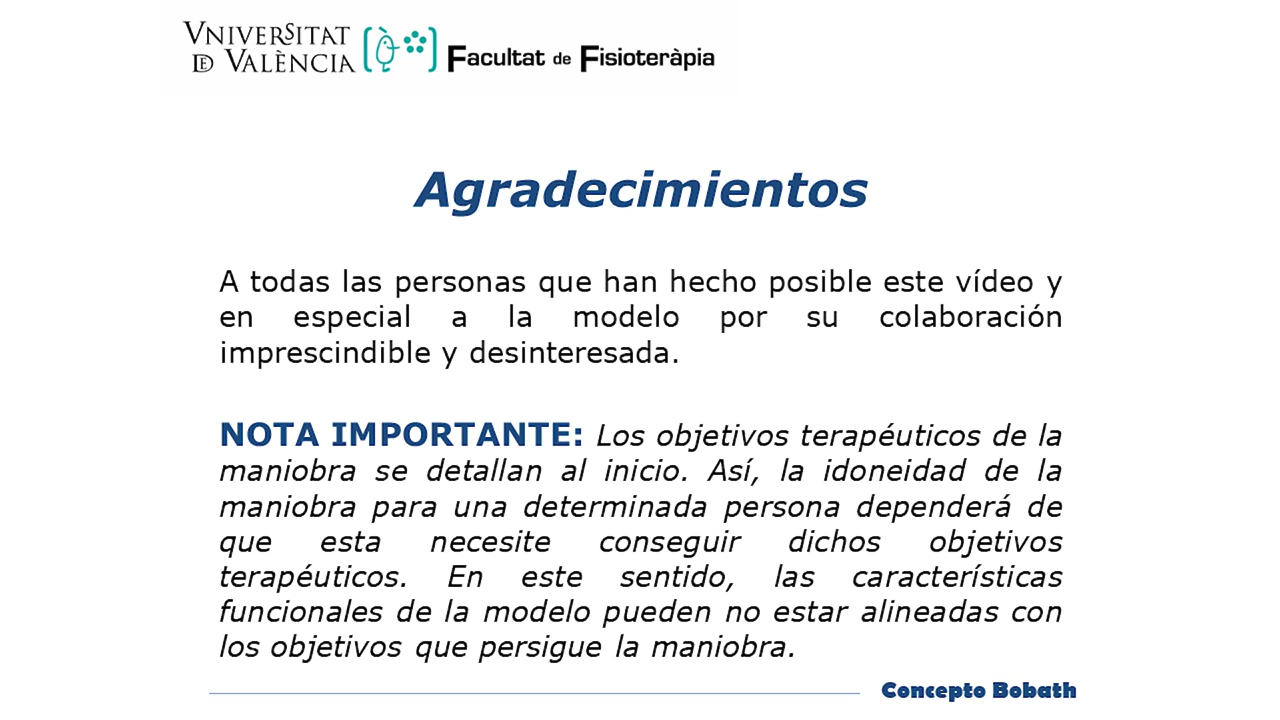 VNIVERSITAT
DE VALÈNCIA
Facultat de Fisioteràpia
Agradecimientos
A todas las personas que han hecho posible este vídeo y
en especial a la modelo por su colaboración
imprescindible y desinteresada.
NOTA IMPORTANTE: Los objetivos terapéuticos de la
maniobra se detallan al inicio. Así, la idoneidad de la
maniobra para una determinada persona dependerá de
que esta necesite conseguir dichos objetivos
terapéuticos. En este sentido, las características
funcionales de la modelo pueden no estar alineadas con
los objetivos que persigue la maniobra.
Concepto Bobath